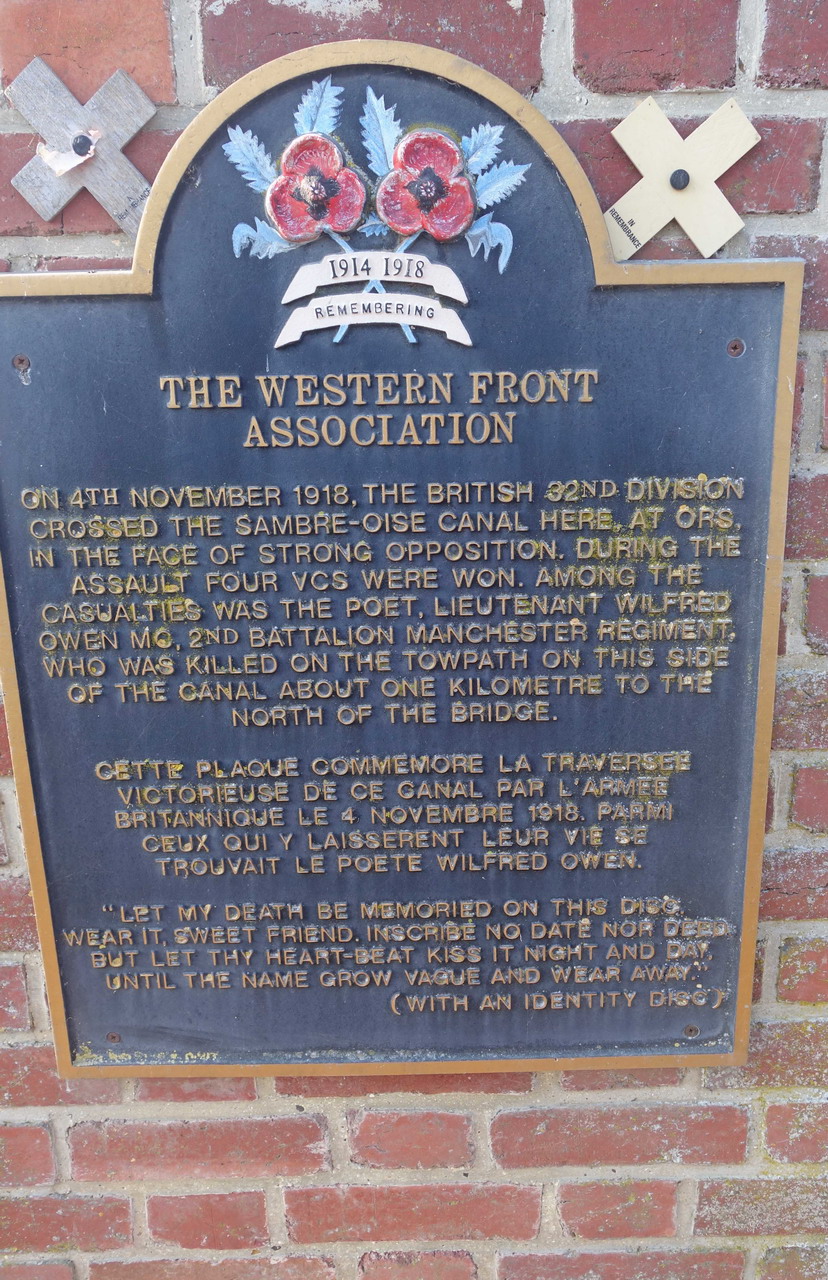 1914 1918
REMEMBERING
IN
REMEMBRANCE
THE WESTERN FRONT
ASSOCIATION
ON 4TH NOVEMBER 1918, THE BRITISH 32ND DIVISION
CROSSED THE SAMBRE-OISE CANAL HERE, AT ORS,
IN THE FACE OF STRONG OPPOSITION. DURING THE
ASSAULT FOUR VCS WERE WON. AMONG THE
CASUALTIES WAS THE POET, LIEUTENANT WILFRED
OWEN MC, 2ND BATTALION MANCHESTER REGIMENT,
WHO WAS KILLED ON THE TOWPATH ON THIS SIDE
OF THE CANAL ABOUT ONE KILOMETRE TO THE
NORTH OF THE BRIDGE.
CETTE PLAQUE COMMEMORE LA TRAVERSEE
VICTORIEUSE DE CE CANAL PAR L'ARMEE
BRITANNIQUE LE 4 NOVEMBRE 1918. PARMI
CEUX QUI Y LAISSERENT LEUR VIE SE
TROUVAIT LE POETE WILFRED OWEN.
"LET MY DEATH BE MEMORIED ON THIS DISC.
WEAR IT, SWEET FRIEND. INSCRIBE NO DATE NOR DEED.
BUT LET THY HEART-BEAT KISS IT NIGHT AND DAY,
UNTIL THE NAME GROW VAGUE AND WEAR AWAY."
(WITH AN IDENTITY DISC)